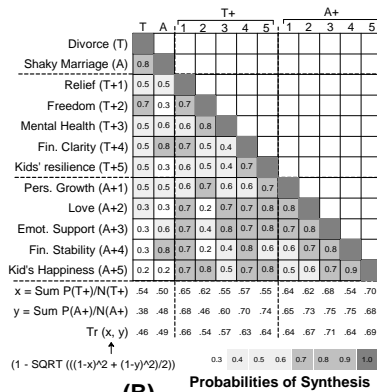 T+ A+
T A 1 2 3 4 5 1 2 3 4 5
Divorce (T)
Shaky Marriage (A) 0.8
Relief (T+1) 0.5 0.5
Freedom (T+2) 0.7 0.3 0.7
Mental Health (T+3) 0.5 0.6 0.6 0.8
Fin. Clarity (T+4) 0.5 0.8 0.7 0.5 0.4
Kids' resilience (T+5) 0.5 0.3 0.6 0.5 0.4 0.7
Pers. Growth (A+1) 0.5 0.5 0.6 0.7 0.6 0.6 0.7
Love (A+2) 0.3 0.3 0.7 0.2 0.7 0.7 0.8 0.8
Emot. Support (A+3) 0.3 0.6 0.7 0.4 0.8 0.7 0.8 0.7 0.8
Fin. Stability (A+4) 0.3 0.8 0.7 0.2 0.4 0.8 0.6 0.6 0.7 0.8
Kid's Happiness (A+5) 0.2 0.2 0.7 0.8 0.5 0.7 0.8 0.5 0.6 0.7 0.9
x = Sum P(T+)/N(T+) .54 .50 .65 .62 .55 .57 .55 .64 .62 .68 .54 .70
y = Sum P(A+)/N(A+) .38 .48 .68 .46 .60 .70 .74 .65 .73 .75 .75 .68
Tr (x, y) .46 .49 .66 .54 .57 .63 .64 .64 .67 .71 .64 .69
(1 - SQRT (((1-x)^2 + (1-y)^2)/2)) 0.3 0.4 0.5 0.6 0.7 0.8 0.9 1.0
(B) Probabilities of Synthesis